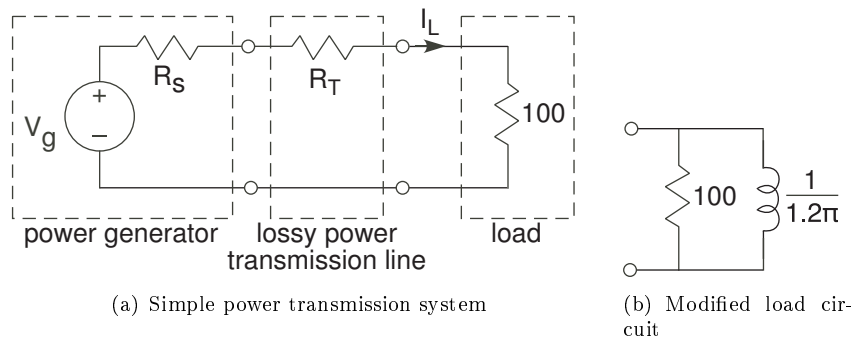 I_L
R_S
R_T
+
V_g
–
100
power generator
lossy power
transmission line
load
(a) Simple power transmission system
100
1
1.2π
(b) Modified load cir-
cuit